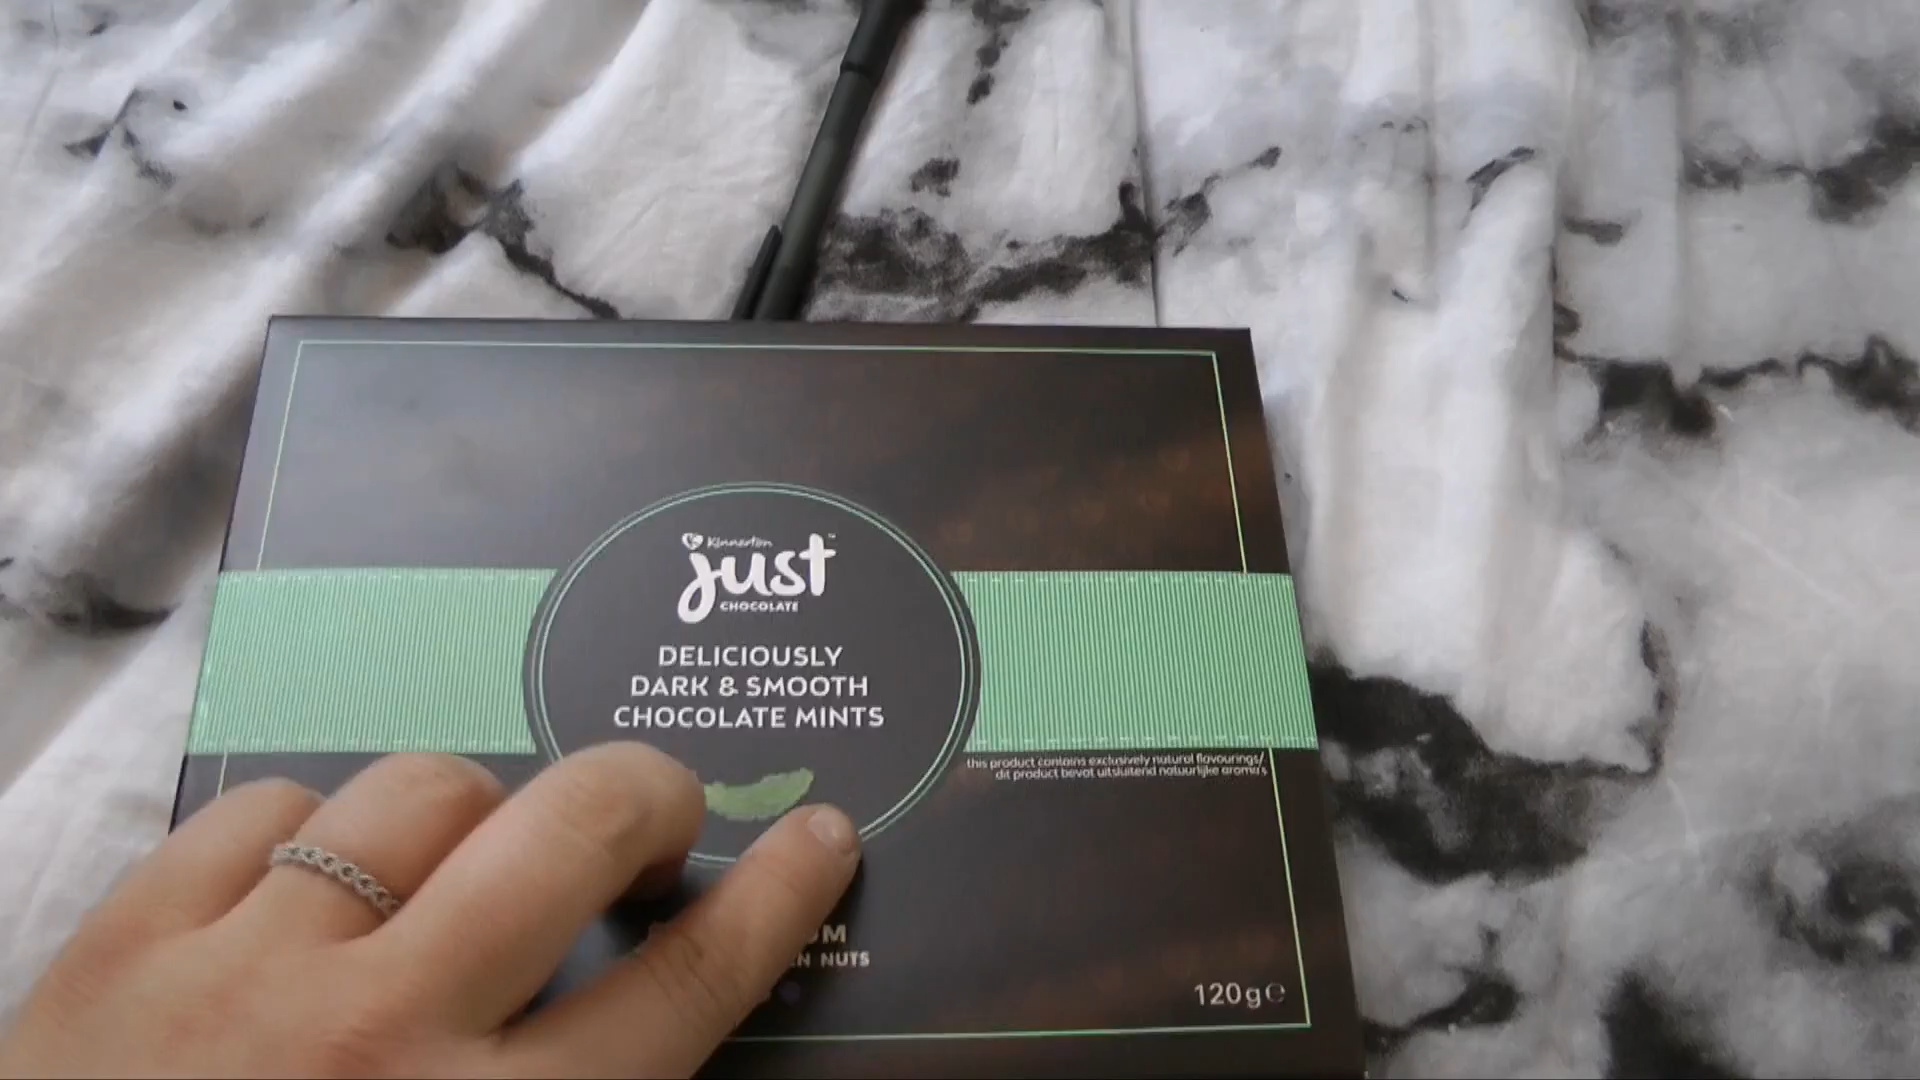 Kinnerton
just™
CHOCOLATE
DELICIOUSLY
DARK & SMOOTH
CHOCOLATE MINTS
this product contains exclusively natural flavourings/
dit product bevat uitsluitend natuurlijke aroma's
NUTS
120g℮